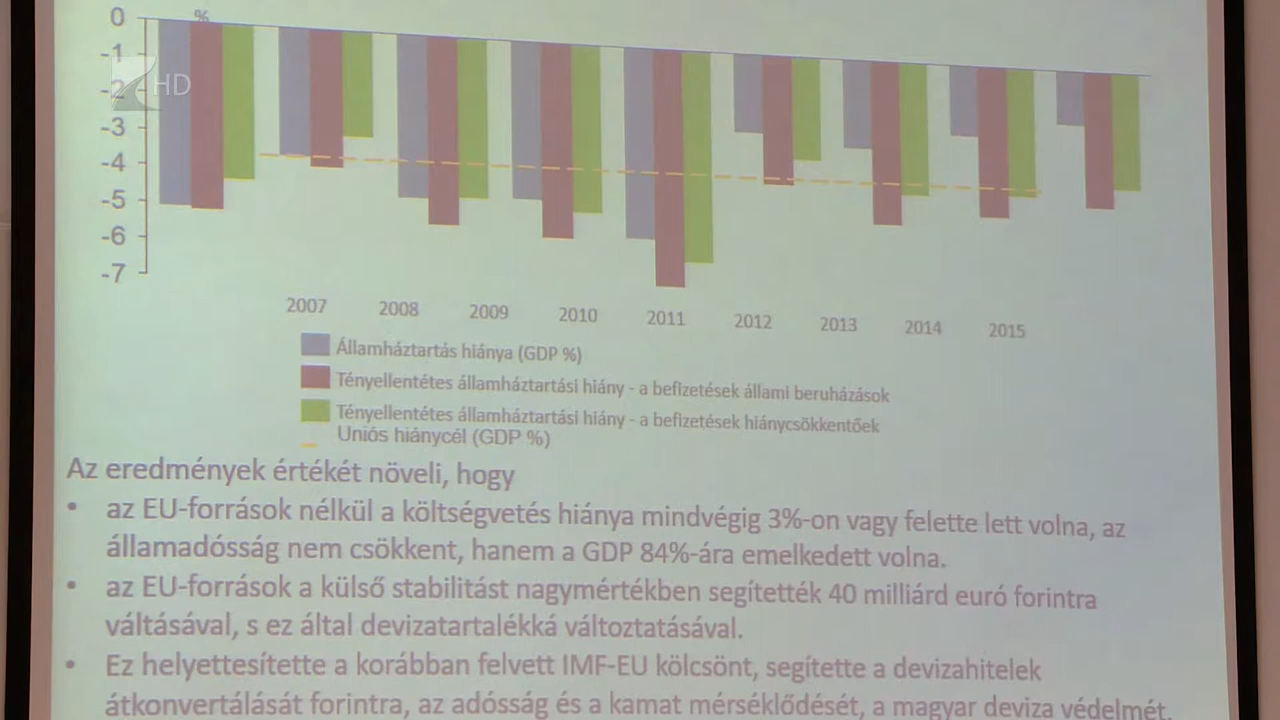 0 %
-1
-2
7 HD
-3
-4
-5
-6
-7
2007 2008 2009 2010 2011 2012 2013 2014 2015
Államháztartás hiánya (GDP %)
Tényellentétes államháztartási hiány - a befizetések állami beruházások
Tényellentétes államháztartási hiány - a befizetések hiánycsökkentőek
Uniós hiánycél (GDP %)
Az eredmények értékét növeli, hogy
• az EU-források nélkül a költségvetés hiánya mindvégig 3%-on vagy felette lett volna, az
államadósság nem csökkent, hanem a GDP 84%-ára emelkedett volna.
• az EU-források a külső stabilitást nagymértékben segítették 40 milliárd euró forintra
váltásával, s ez által devizatartalékká változtatásával.
• Ez helyettesítette a korábban felvett IMF-EU kölcsönt, segítette a devizahitelek
átkonvertálását forintra, az adósság és a kamat mérséklődését, a magyar deviza védelmét.